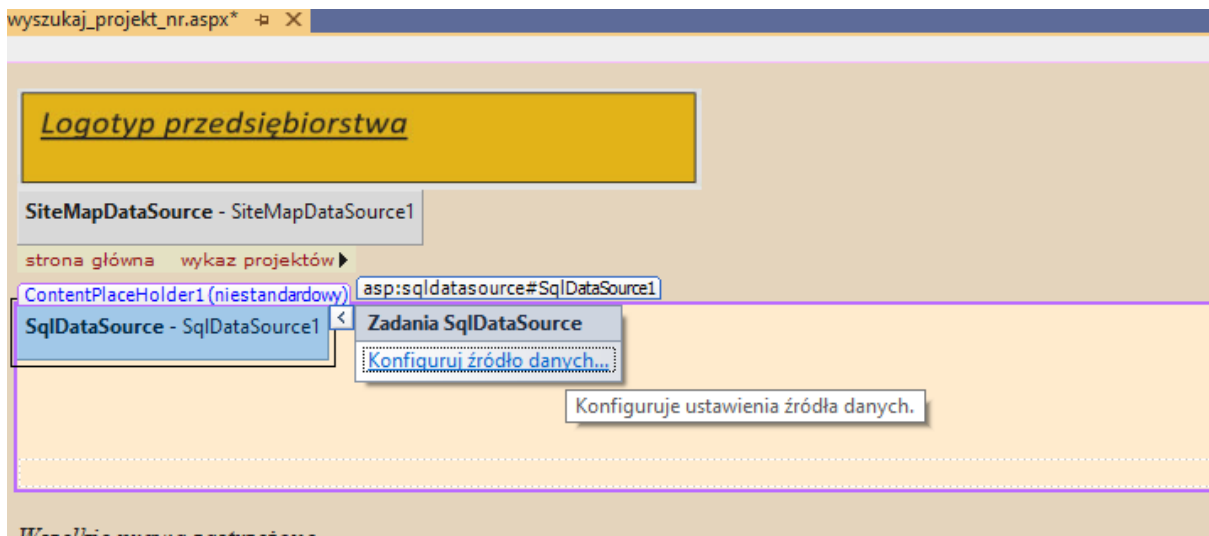 wyszukaj_projekt_nr.aspx*
Logotyp przedsiębiorstwa
SiteMapDataSource - SiteMapDataSource1
strona główna wykaz projektów
ContentPlaceHolder1 (niestandardowy) asp:sqldatasource#SqlDataSource1
SqlDataSource - SqlDataSource1 < Zadania SqlDataSource
Konfiguruj źródło danych...
Konfiguruje ustawienia źródła danych.